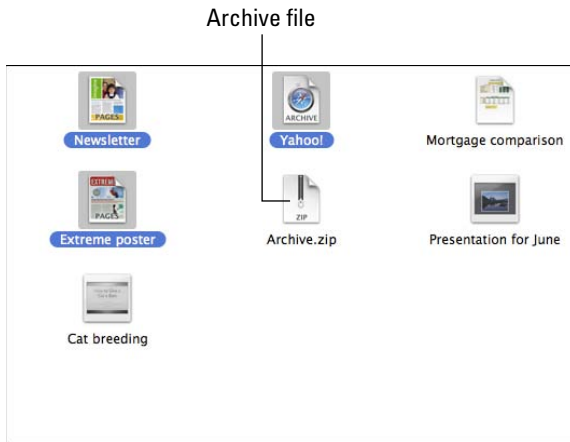 Archive file
PAGES
ARCHIVE
Newsletter
Yahoo!
Mortgage comparison
EXTREME
PAGES
ZIP
Extreme poster
Archive.zip
Presentation for June
Cat breeding